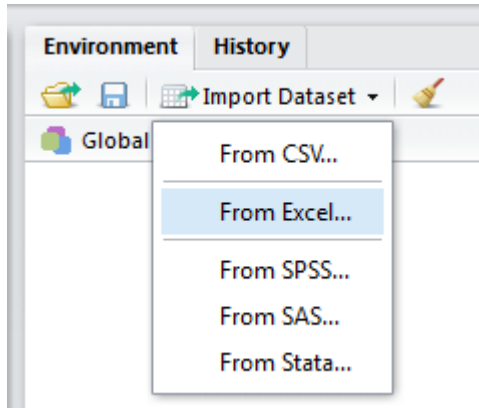 Environment History
Import Dataset
Global
From CSV...
From Excel...
From SPSS...
From SAS...
From Stata...